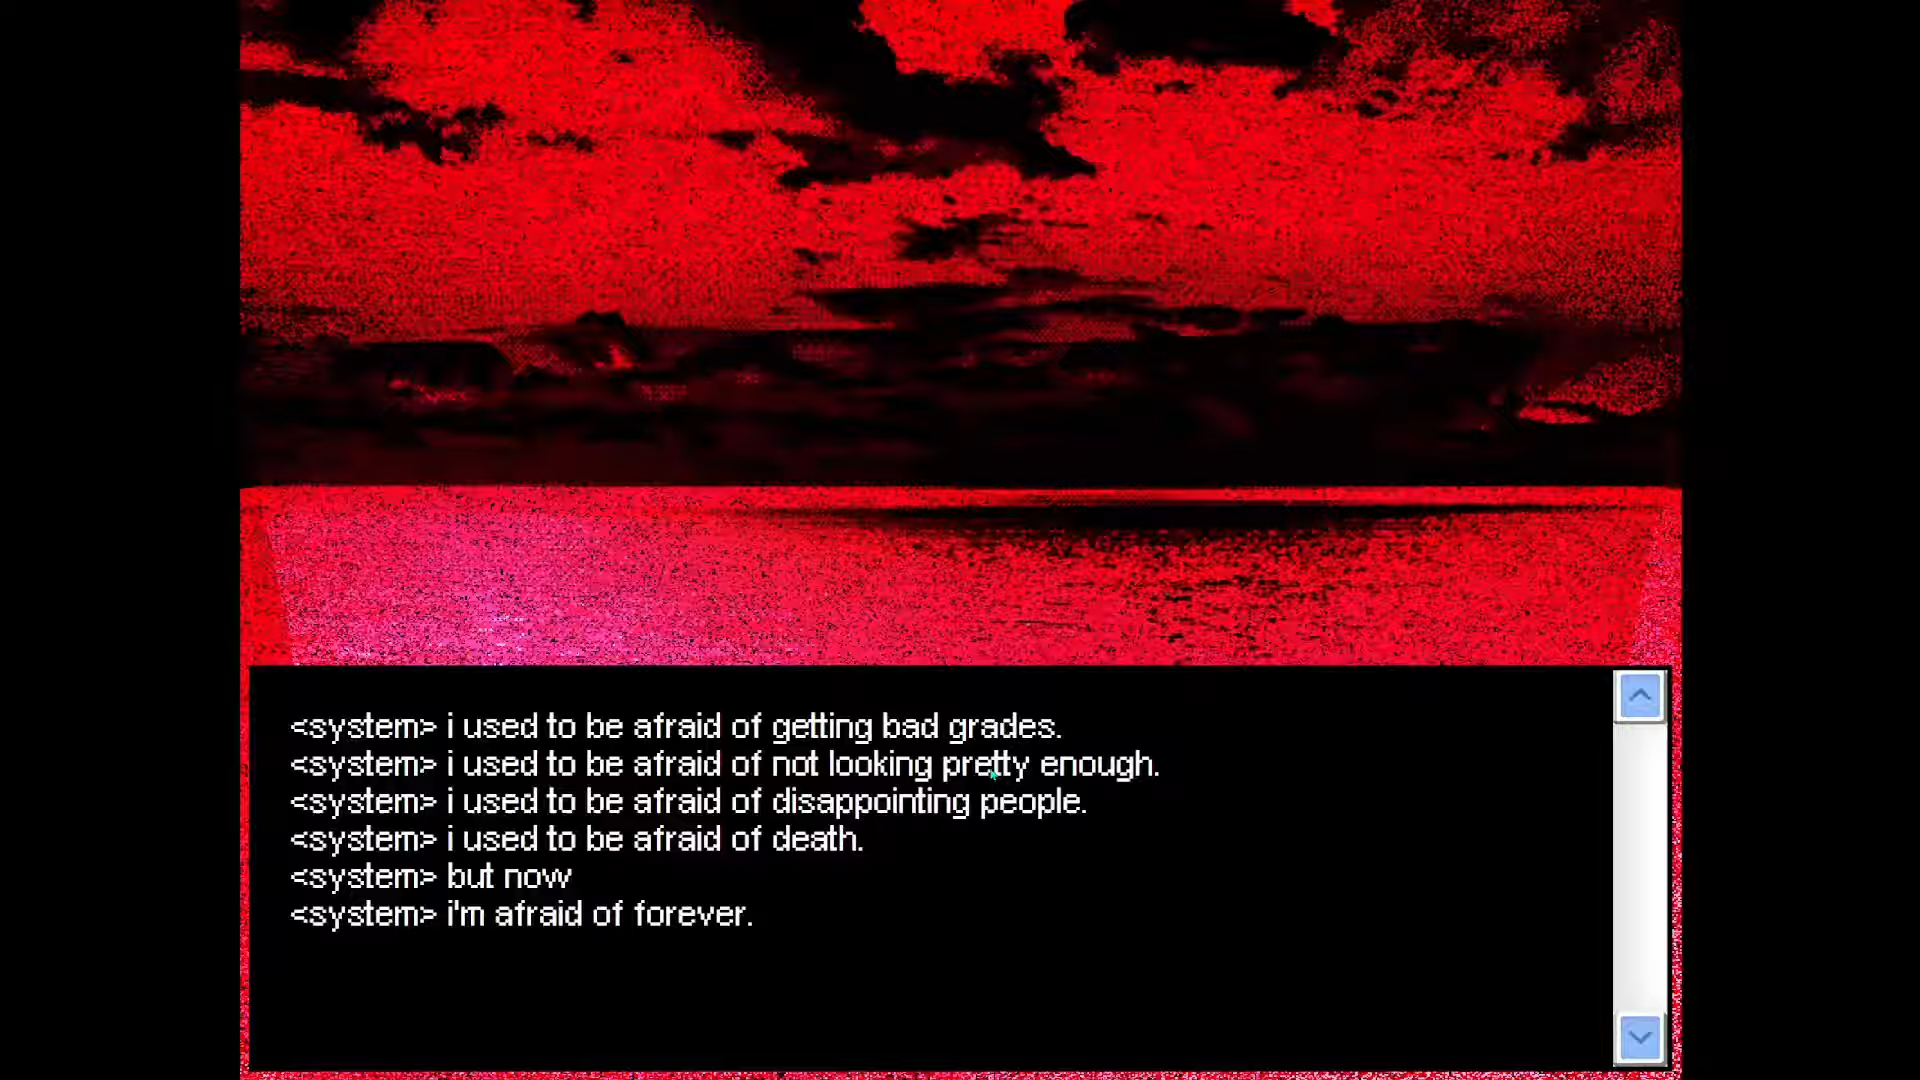 <system> i used to be afraid of getting bad grades.
<system> i used to be afraid of not looking pretty enough.
<system> i used to be afraid of disappointing people.
<system> i used to be afraid of death.
<system> but now
<system> i'm afraid of forever.